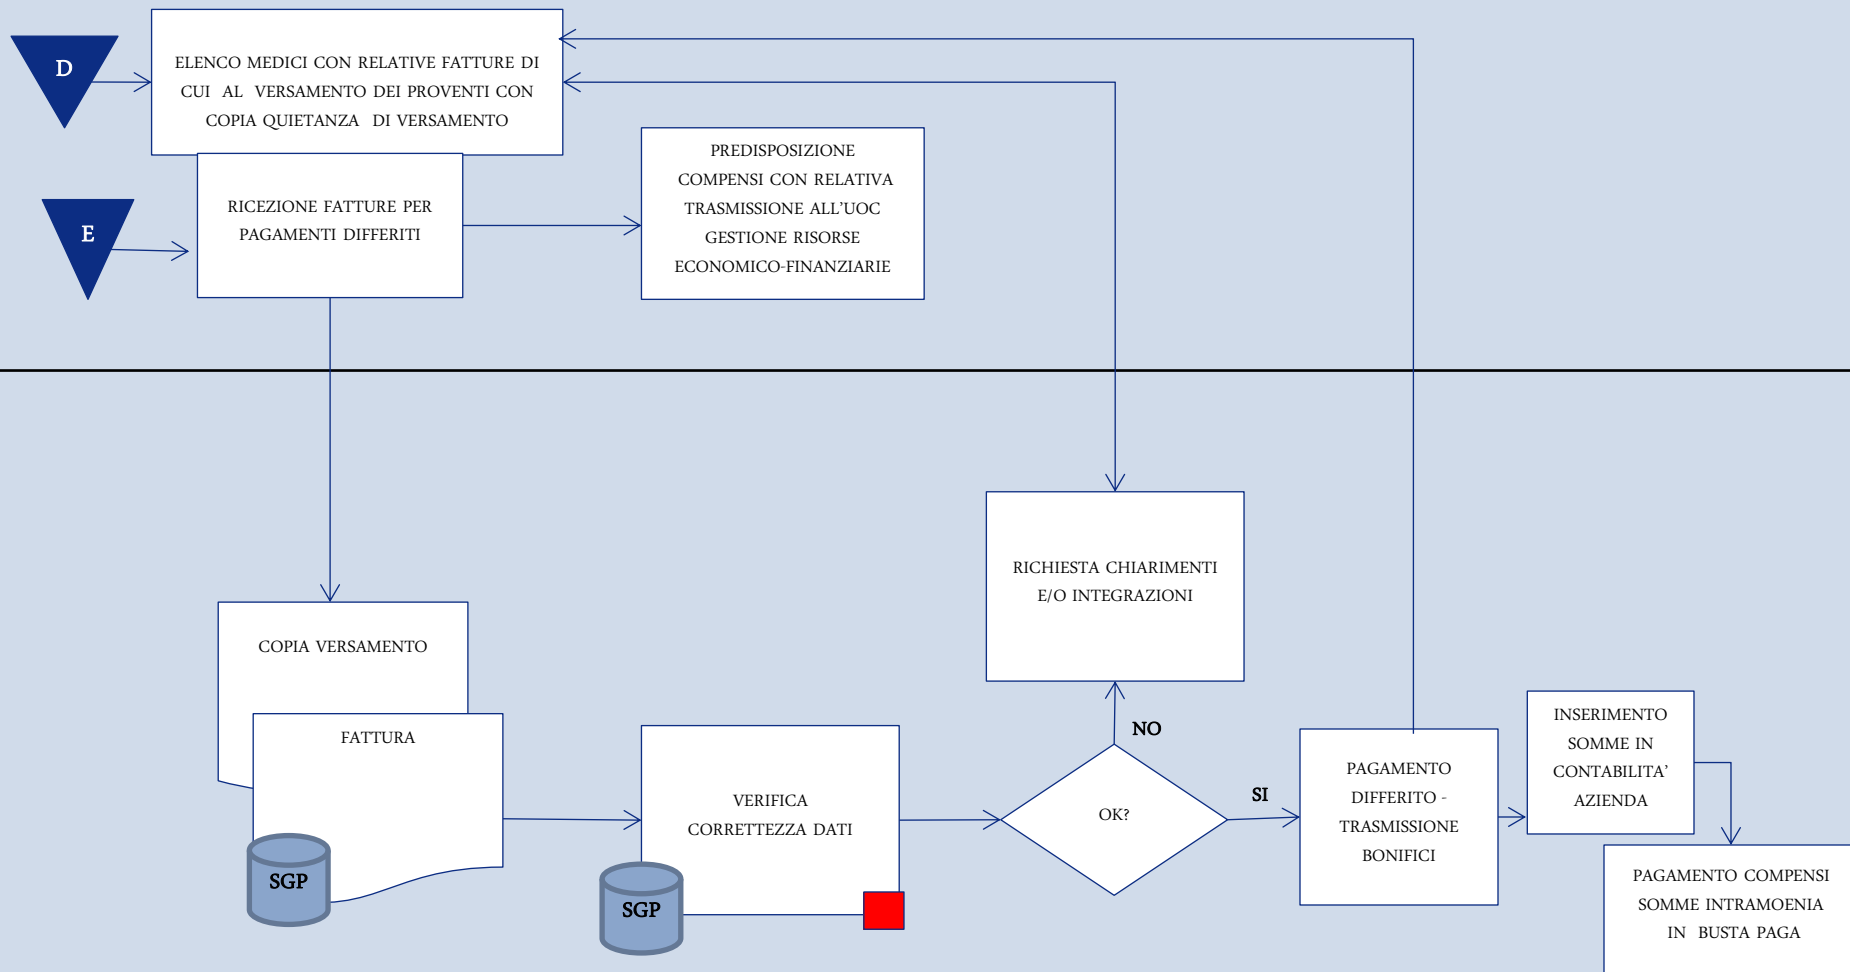 D
ELENCO MEDICI CON RELATIVE FATTURE DI
CUI AL VERSAMENTO DEI PROVENTI CON
COPIA QUIETANZA DI VERSAMENTO
E
RICEZIONE FATTURE PER
PAGAMENTI DIFFERITI
PREDISPOSIZIONE
COMPENSI CON RELATIVA
TRASMISSIONE ALL'UOC
GESTIONE RISORSE
ECONOMICO-FINANZIARIE
RICHIESTA CHIARIMENTI
E/O INTEGRAZIONI
COPIA VERSAMENTO
FATTURA
SGP
VERIFICA
CORRETTEZZA DATI
SGP
OK?
NO
SI
PAGAMENTO
DIFFERITO -
TRASMISSIONE
BONIFICI
INSERIMENTO
SOMME IN
CONTABILITA'
AZIENDA
PAGAMENTO COMPENSI
SOMME INTRAMOENIA
IN BUSTA PAGA